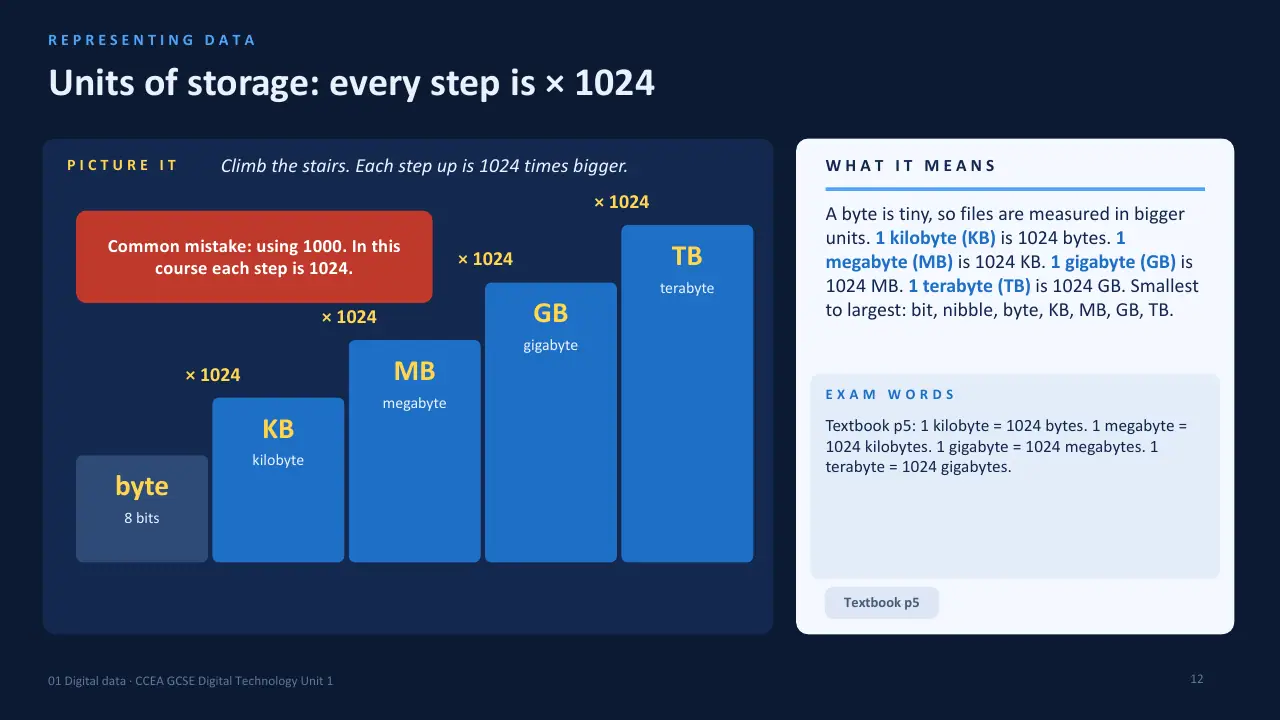 REPRESENTING DATA
Units of storage: every step is × 1024
PICTURE IT
Climb the stairs. Each step up is 1024 times bigger.
Common mistake: using 1000. In this
course each step is 1024.
× 1024
× 1024
× 1024
× 1024
byte
8 bits
KB
kilobyte
MB
megabyte
GB
gigabyte
TB
terabyte
WHAT IT MEANS
A byte is tiny, so files are measured in bigger
units. 1 kilobyte (KB) is 1024 bytes. 1
megabyte (MB) is 1024 KB. 1 gigabyte (GB) is
1024 MB. 1 terabyte (TB) is 1024 GB. Smallest
to largest: bit, nibble, byte, KB, MB, GB, TB.
EXAM WORDS
Textbook p5: 1 kilobyte = 1024 bytes. 1 megabyte =
1024 kilobytes. 1 gigabyte = 1024 megabytes. 1
terabyte = 1024 gigabytes.
Textbook p5
01 Digital data · CCEA GCSE Digital Technology Unit 1
12